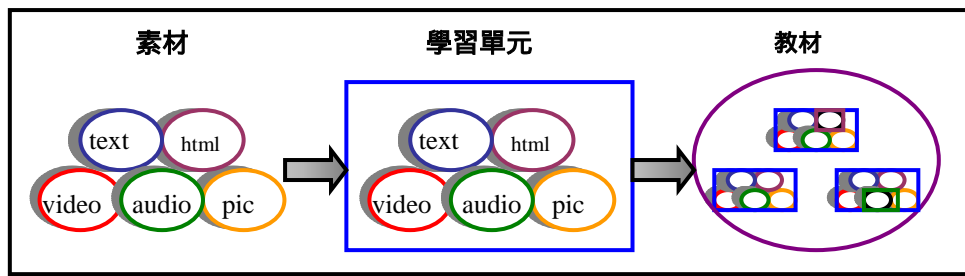 素材
學習單元
教材
text
html
text
html
video
audio
pic
video
audio
pic